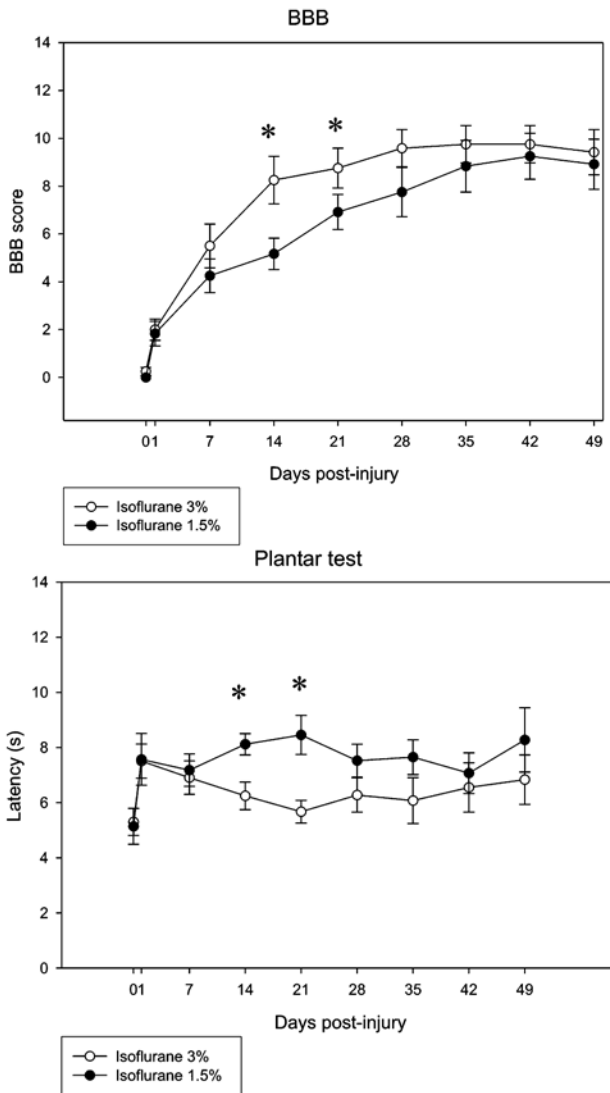 BBB
14
12
10
8
6
4
2
0
* *
BBB score
01 7 14 21 28 35 42 49
Days post-injury
Isoflurane 3%
Isoflurane 1.5%
Plantar test
14
12
10
8
6
4
2
0
* *
Latency (s)
01 7 14 21 28 35 42 49
Days post-injury
Isoflurane 3%
Isoflurane 1.5%